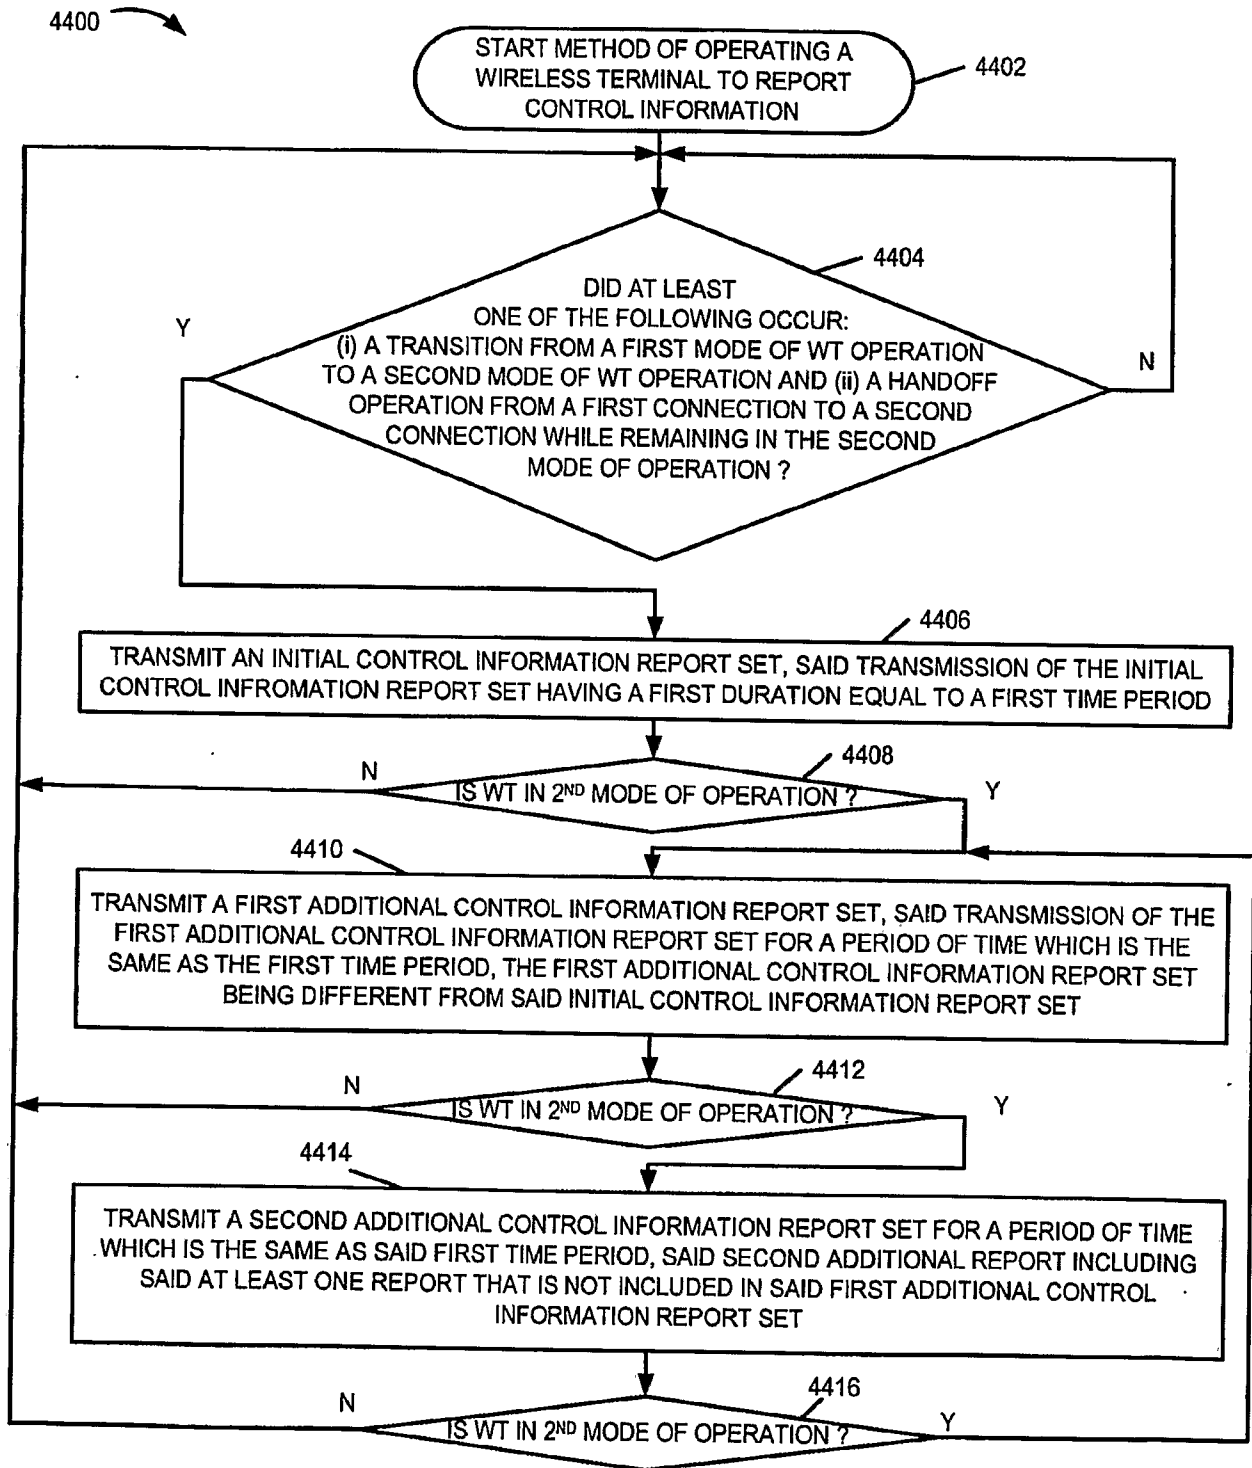 4400
START METHOD OF OPERATING A
WIRELESS TERMINAL TO REPORT
CONTROL INFORMATION
4402
4404
DID AT LEAST
ONE OF THE FOLLOWING OCCUR:
(i) A TRANSITION FROM A FIRST MODE OF WT OPERATION
TO A SECOND MODE OF WT OPERATION AND (ii) A HANDOFF
OPERATION FROM A FIRST CONNECTION TO A SECOND
CONNECTION WHILE REMAINING IN THE SECOND
MODE OF OPERATION ?
Y
N
4406
TRANSMIT AN INITIAL CONTROL INFORMATION REPORT SET, SAID TRANSMISSION OF THE INITIAL
CONTROL INFROMATION REPORT SET HAVING A FIRST DURATION EQUAL TO A FIRST TIME PERIOD
4408
N
IS WT IN 2ND MODE OF OPERATION ?
Y
4410
TRANSMIT A FIRST ADDITIONAL CONTROL INFORMATION REPORT SET, SAID TRANSMISSION OF THE
FIRST ADDITIONAL CONTROL INFORMATION REPORT SET FOR A PERIOD OF TIME WHICH IS THE
SAME AS THE FIRST TIME PERIOD, THE FIRST ADDITIONAL CONTROL INFORMATION REPORT SET
BEING DIFFERENT FROM SAID INITIAL CONTROL INFORMATION REPORT SET
4412
N
IS WT IN 2ND MODE OF OPERATION ?
Y
4414
TRANSMIT A SECOND ADDITIONAL CONTROL INFORMATION REPORT SET FOR A PERIOD OF TIME
WHICH IS THE SAME AS SAID FIRST TIME PERIOD, SAID SECOND ADDITIONAL REPORT INCLUDING
SAID AT LEAST ONE REPORT THAT IS NOT INCLUDED IN SAID FIRST ADDITIONAL CONTROL
INFORMATION REPORT SET
4416
N
IS WT IN 2ND MODE OF OPERATION ?
Y